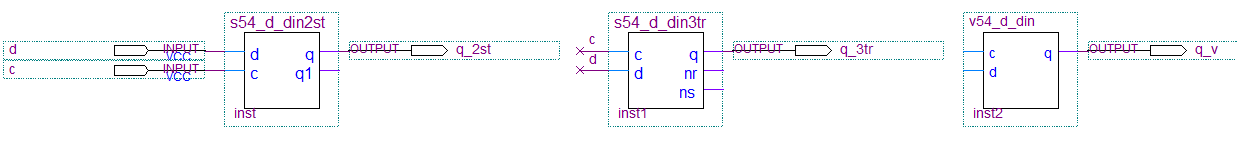 s54_d_din2st
d INPUT VCC
c INPUT VCC
d q
c q1
inst
OUTPUT q_2st
s54_d_din3tr
c
d
c q
d nr
ns
inst1
OUTPUT q_3tr
v54_d_din
c q
d
inst2
OUTPUT q_v